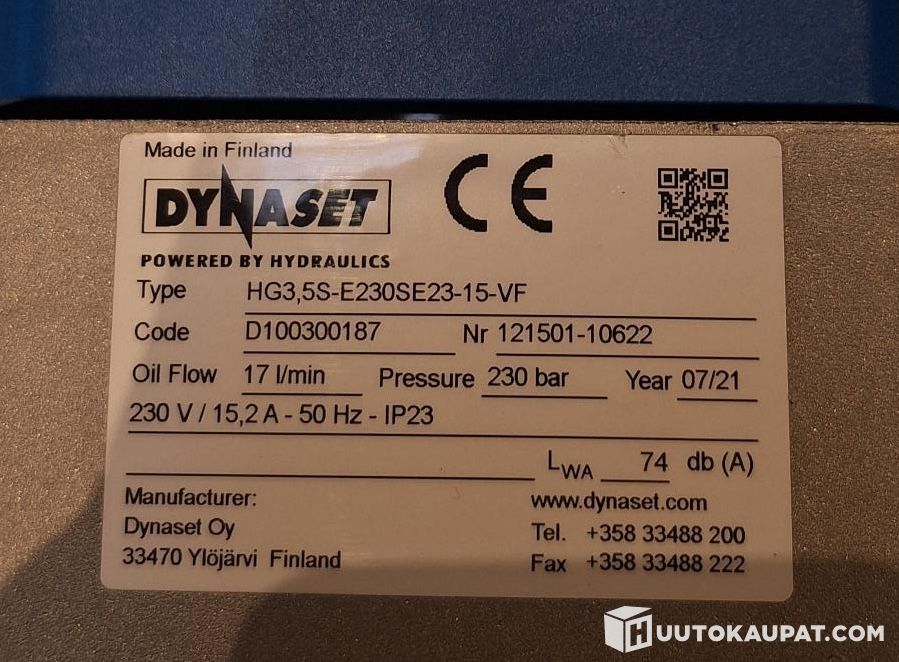 Made in Finland
DYNASET
POWERED BY HYDRAULICS
CE
Type HG3,5S-E230SE23-15-VF
Code D100300187 Nr 121501-10622
Oil Flow 17 l/min Pressure 230 bar Year 07/21
230 V / 15,2 A - 50 Hz - IP23
LWA 74 db (A)
Manufacturer:
Dynaset Oy
33470 Ylöjärvi Finland
www.dynaset.com
Tel. +358 33488 200
Fax +358 33488 222
HUUTOKAUPAT.COM